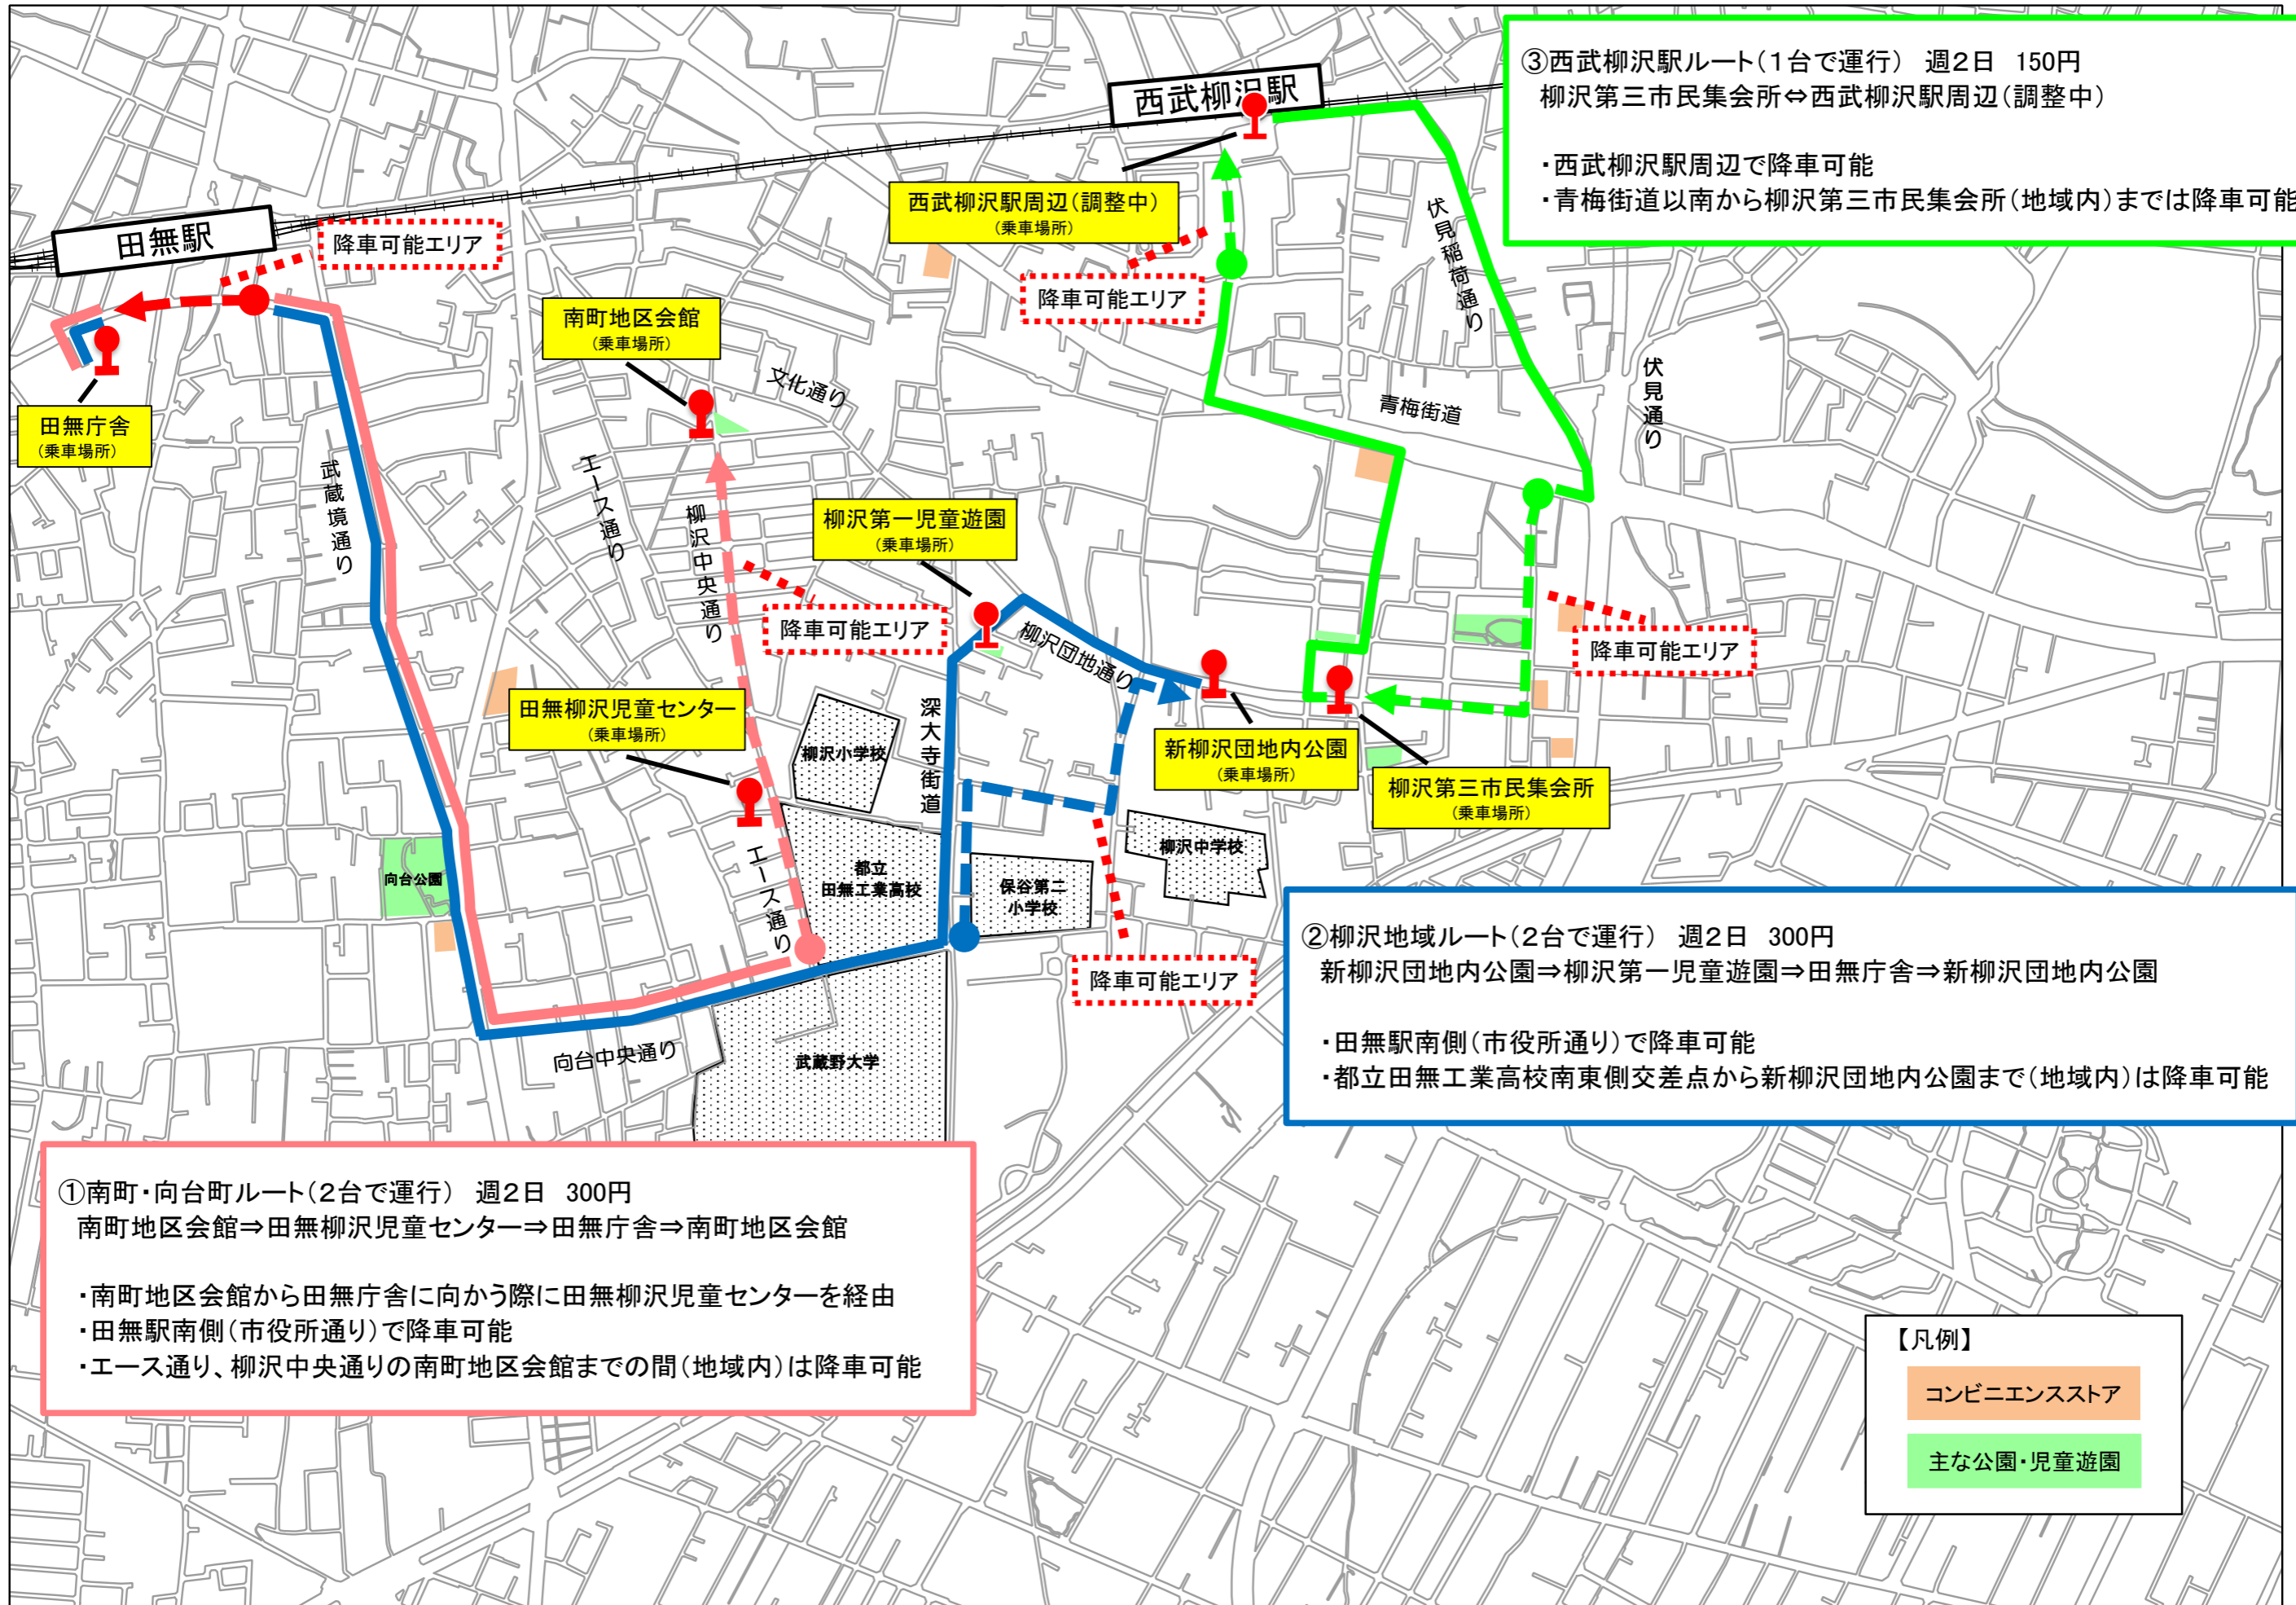 ③西武柳沢駅ルート(1台で運行)　週2日　150円
柳沢第三市民集会所⇔西武柳沢駅周辺(調整中)
・西武柳沢駅周辺で降車可能
・青梅街道以南から柳沢第三市民集会所(地域内)までは降車可能
西武柳沢駅
西武柳沢駅周辺(調整中)
(乗車場所)
田無駅
降車可能エリア
降車可能エリア
伏見稲荷通り
南町地区会館
(乗車場所)
文化通り
青梅街道
伏見通り
田無庁舎
(乗車場所)
武蔵境通り
エース通り
柳沢中央通り
柳沢第一児童遊園
(乗車場所)
降車可能エリア
柳沢団地通り
降車可能エリア
田無柳沢児童センター
(乗車場所)
深大寺街道
柳沢小学校
新柳沢団地内公園
(乗車場所)
柳沢第三市民集会所
(乗車場所)
柳沢中学校
向台公園
エース通り
都立
田無工業高校
保谷第二
小学校
降車可能エリア
向台中央通り
武蔵野大学
②柳沢地域ルート(2台で運行)　週2日　300円
新柳沢団地内公園⇒柳沢第一児童遊園⇒田無庁舎⇒新柳沢団地内公園
・田無駅南側(市役所通り)で降車可能
・都立田無工業高校南東側交差点から新柳沢団地内公園まで(地域内)は降車可能
①南町・向台町ルート(2台で運行)　週2日　300円
南町地区会館⇒田無柳沢児童センター⇒田無庁舎⇒南町地区会館
・南町地区会館から田無庁舎に向かう際に田無柳沢児童センターを経由
・田無駅南側(市役所通り)で降車可能
・エース通り、柳沢中央通りの南町地区会館までの間(地域内)は降車可能
【凡例】
コンビニエンスストア
主な公園・児童遊園